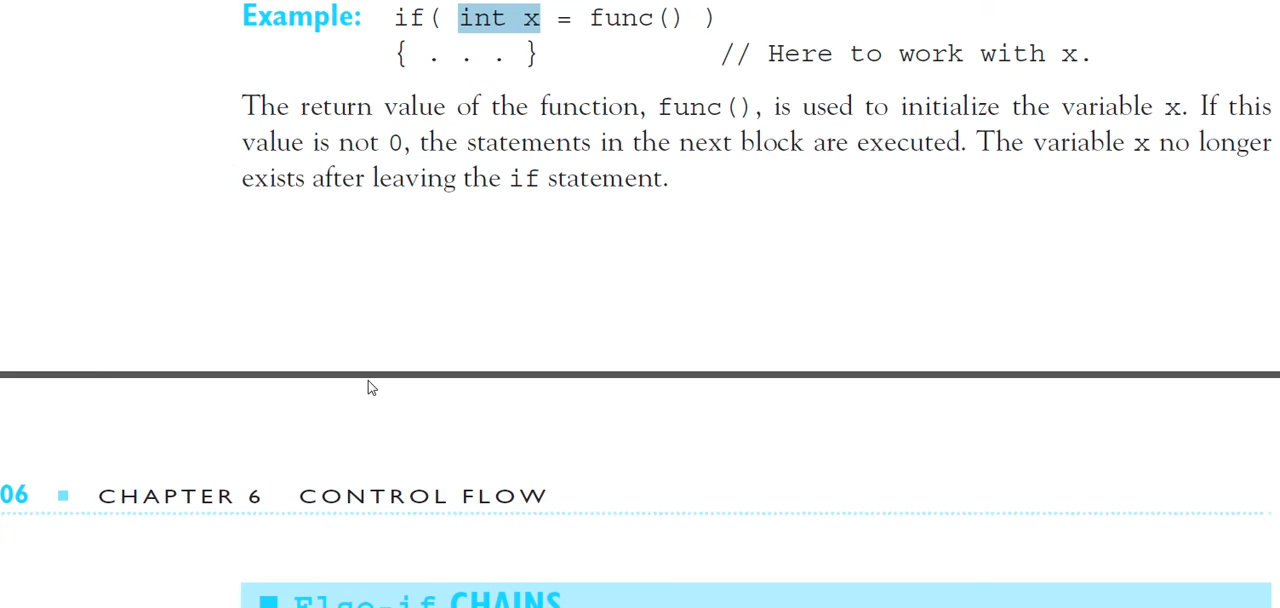 Example: if( int x = func() )
{ . . . } // Here to work with x.
The return value of the function, func(), is used to initialize the variable x. If this
value is not 0, the statements in the next block are executed. The variable x no longer
exists after leaving the if statement.
06 ■ CHAPTER 6 CONTROL FLOW
■ Else-if CHAINS